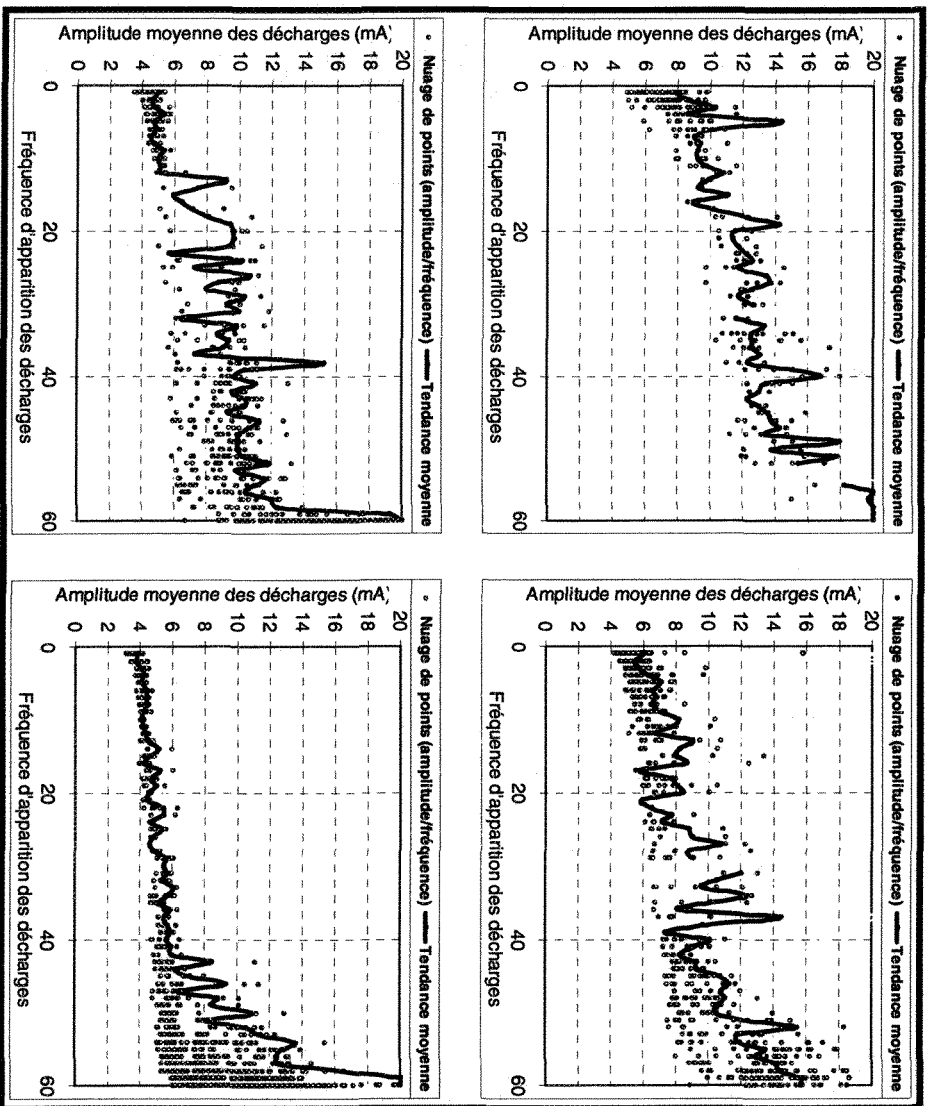 Nuage de points (amplitude/fréquence) Tendance moyenne
Amplitude moyenne des décharges (mA)
20
18
16
14
12
10
8
6
4
2
0
0 20 40 60
Fréquence d'apparition des décharges
Nuage de points (amplitude/fréquence) Tendance moyenne
Amplitude moyenne des décharges (mA)
20
18
16
14
12
10
8
6
4
2
0
0 20 40 60
Fréquence d'apparition des décharges
Nuage de points (amplitude/fréquence) Tendance moyenne
Amplitude moyenne des décharges (mA)
20
18
16
14
12
10
8
6
4
2
0
0 20 40 60
Fréquence d'apparition des décharges
Nuage de points (amplitude/fréquence) Tendance moyenne
Amplitude moyenne des décharges (mA)
20
18
16
14
12
10
8
6
4
2
0
0 20 40 60
Fréquence d'apparition des décharges